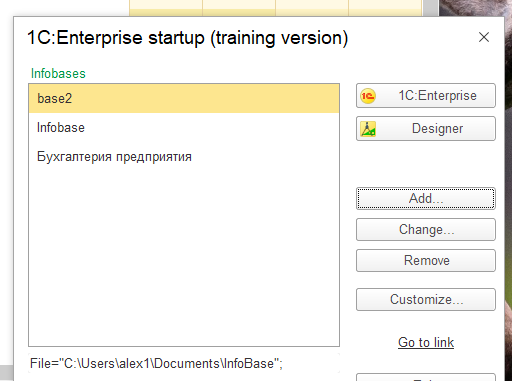 1C:Enterprise startup (training version)
Infobases
base2
Infobase
Бухгалтерия предприятия
1C:Enterprise
Designer
Add...
Change...
Remove
Customize...
Go to link
File="C:\Users\alex1\Documents\InfoBase";